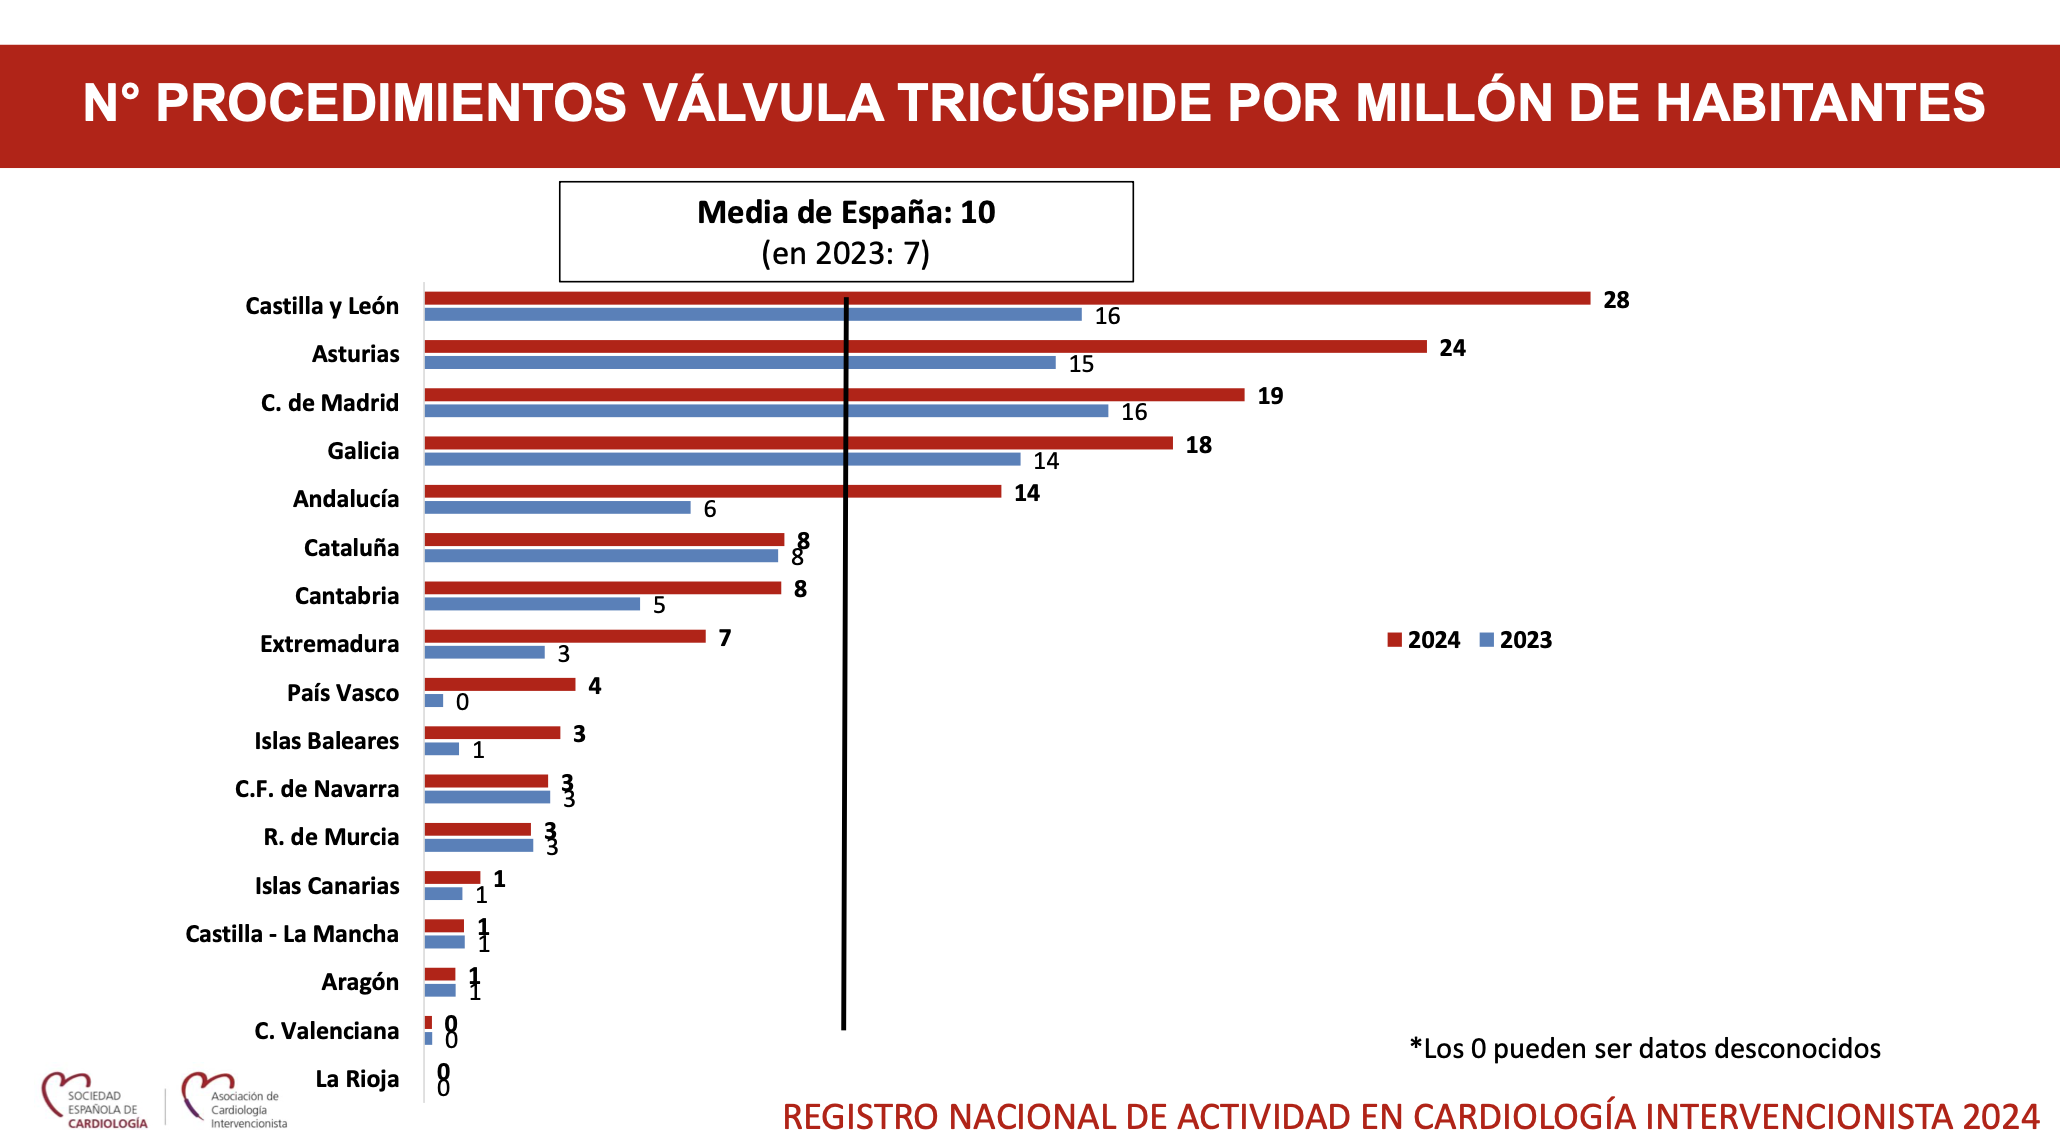 N° PROCEDIMIENTOS VÁLVULA TRICÚSPIDE POR MILLÓN DE HABITANTES
Media de España: 10
(en 2023: 7)
Castilla y León 28
16
Asturias 24
15
C. de Madrid 19
16
Galicia 18
14
Andalucía 14
6
Cataluña 8
8
Cantabria 8
5
Extremadura 7
3
País Vasco 4
0
Islas Baleares 3
1
C.F. de Navarra 3
3
R. de Murcia 3
3
Islas Canarias 1
1
Castilla - La Mancha 1
1
Aragón 1
1
C. Valenciana 0
0
La Rioja 0
0
2024 2023
*Los 0 pueden ser datos desconocidos
SOCIEDAD
ESPAÑOLA DE
CARDIOLOGÍA
Asociación de
Cardiología
Intervencionista
REGISTRO NACIONAL DE ACTIVIDAD EN CARDIOLOGÍA INTERVENCIONISTA 2024